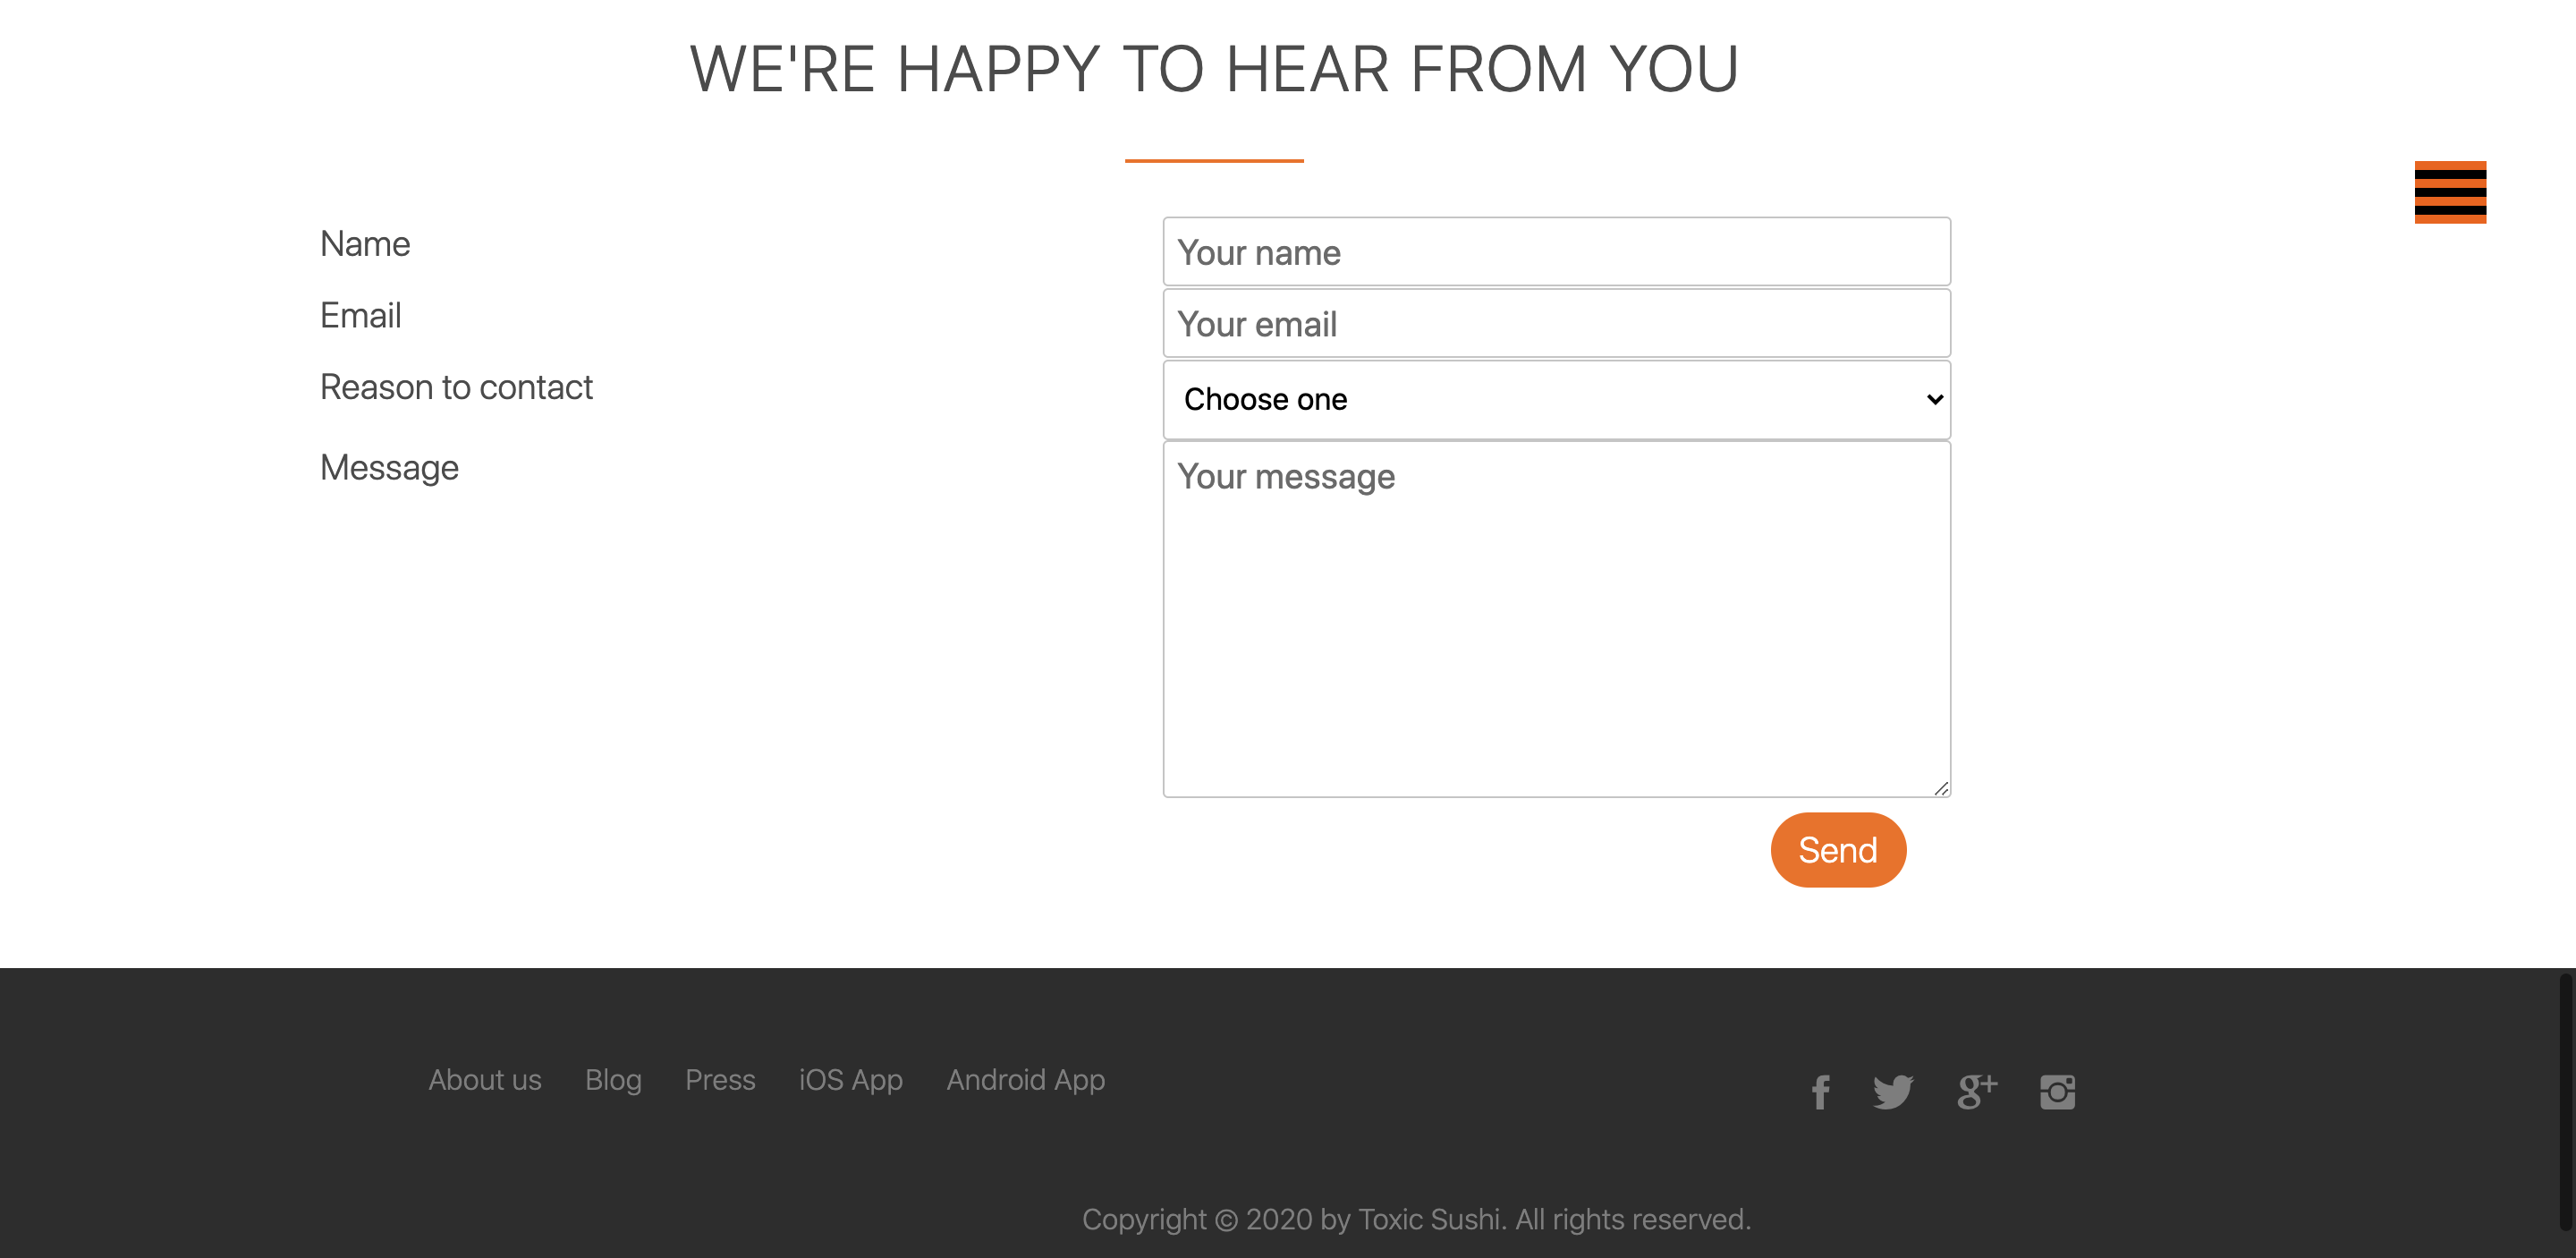 WE'RE HAPPY TO HEAR FROM YOU
Name
Your name
Email
Your email
Reason to contact
Choose one
Message
Your message
Send
About us Blog Press iOS App Android App
f g+
Copyright © 2020 by Toxic Sushi. All rights reserved.